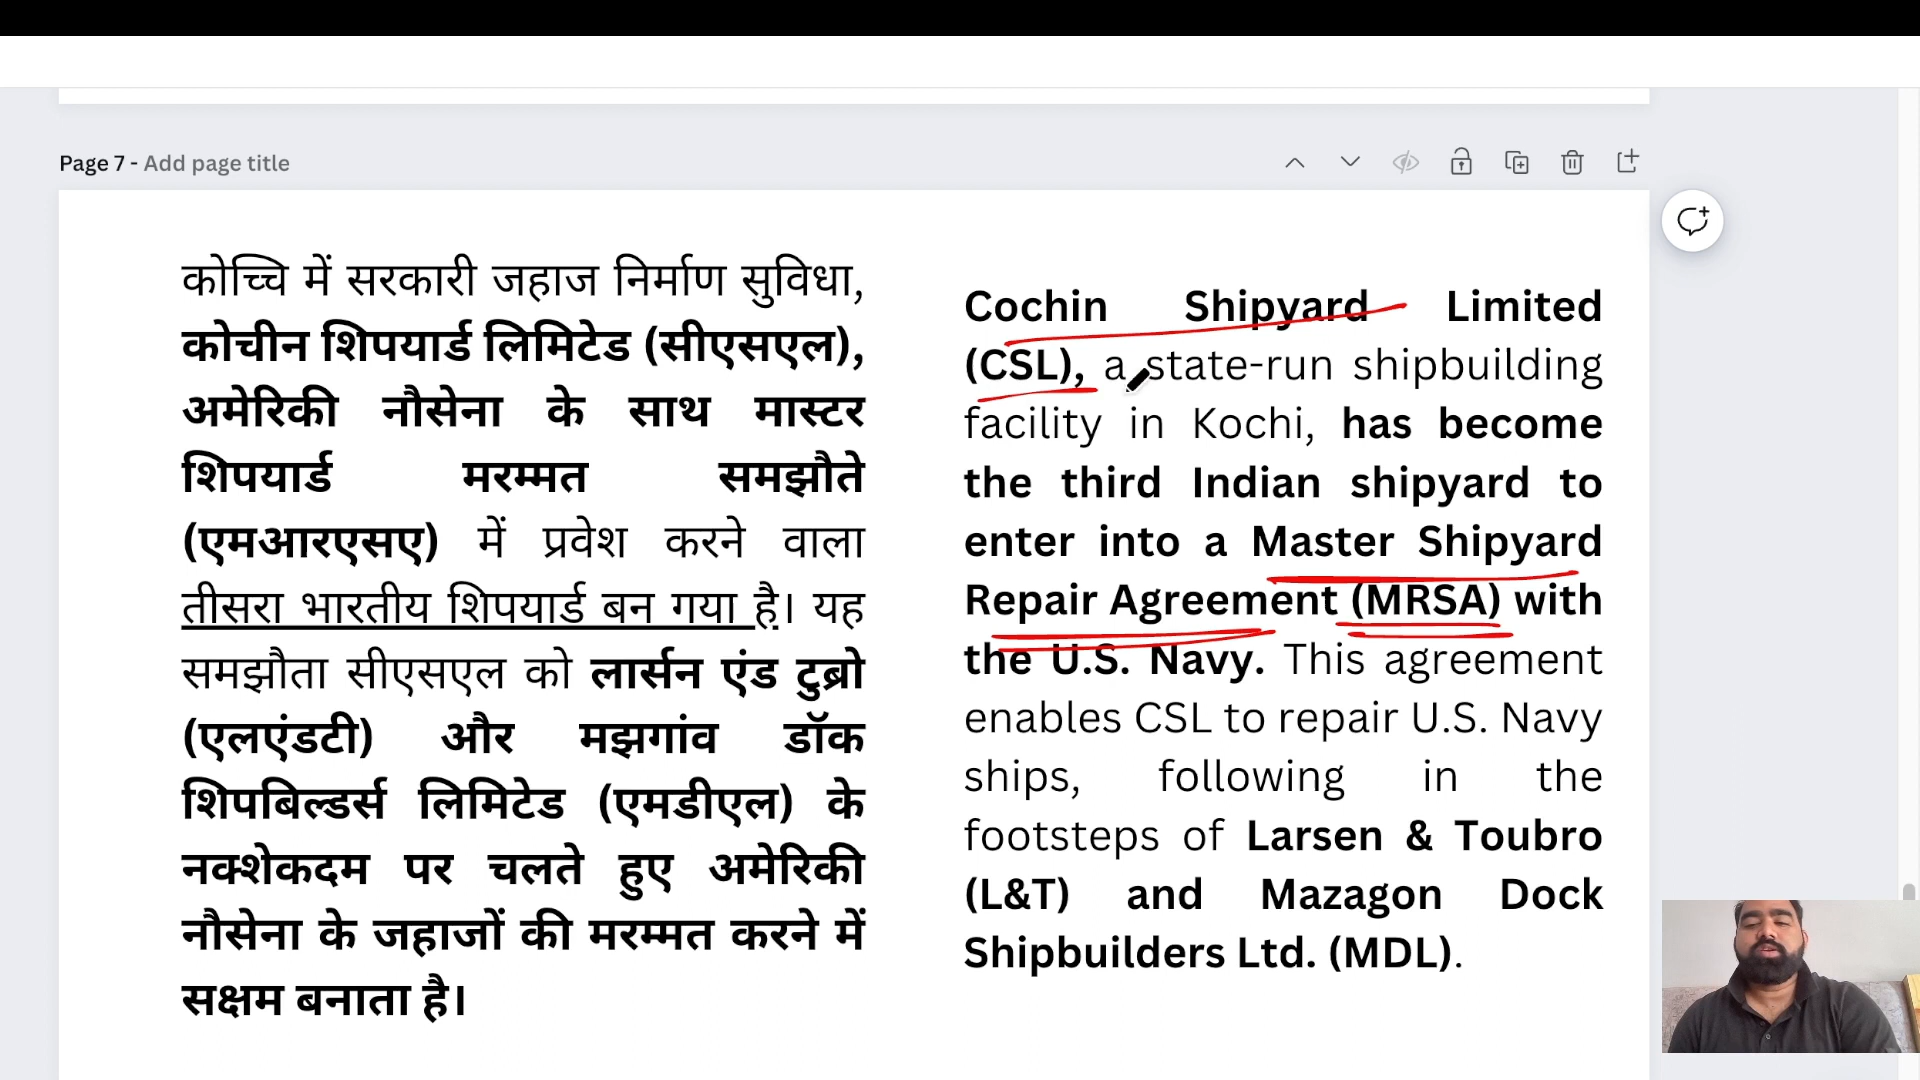 Page 7 - Add page title
कोच्चि में सरकारी जहाज निर्माण सुविधा,
कोचीन शिपयार्ड लिमिटेड (सीएसएल),
अमेरिकी नौसेना के साथ मास्टर
शिपयार्ड मरम्मत समझौते
(एमआरएसए) में प्रवेश करने वाला
तीसरा भारतीय शिपयार्ड बन गया है। यह
समझौता सीएसएल को लार्सन एंड टुब्रो
(एलएंडटी) और मझगांव डॉक
शिपबिल्डर्स लिमिटेड (एमडीएल) के
नक्शेकदम पर चलते हुए अमेरिकी
नौसेना के जहाजों की मरम्मत करने में
सक्षम बनाता है।
Cochin Shipyard Limited
(CSL), a state-run shipbuilding
facility in Kochi, has become
the third Indian shipyard to
enter into a Master Shipyard
Repair Agreement (MRSA) with
the U.S. Navy. This agreement
enables CSL to repair U.S. Navy
ships, following in the
footsteps of Larsen & Toubro
(L&T) and Mazagon Dock
Shipbuilders Ltd. (MDL).